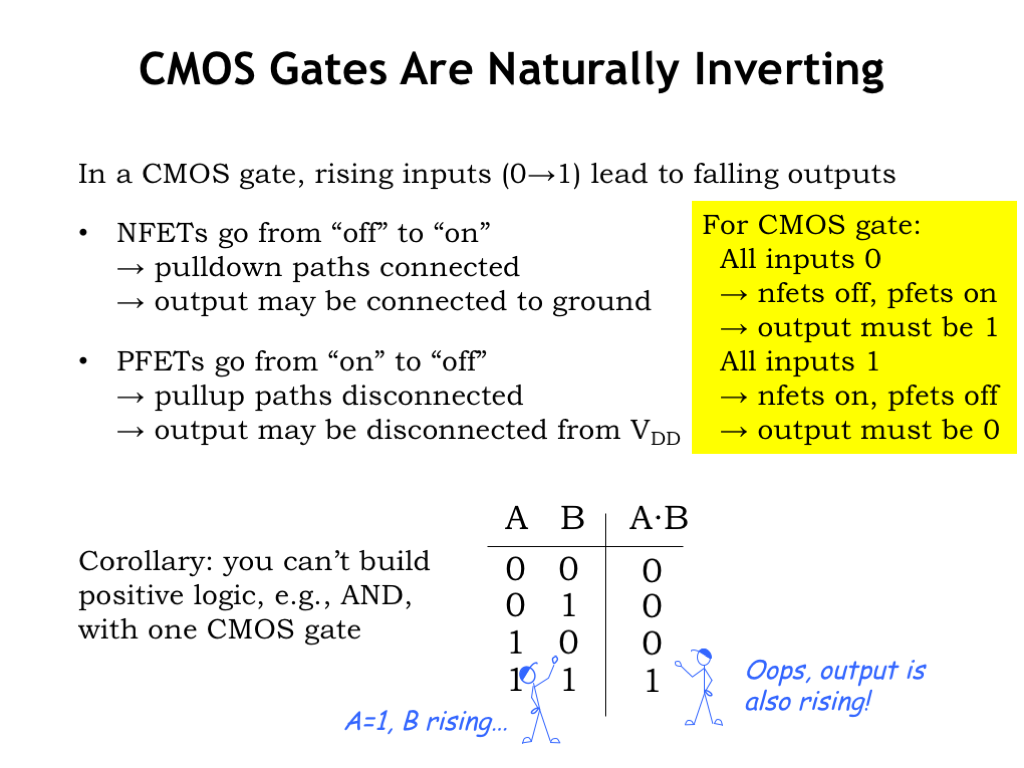 CMOS Gates Are Naturally Inverting
In a CMOS gate, rising inputs (0→1) lead to falling outputs
• NFETs go from “off” to “on”
→ pulldown paths connected
→ output may be connected to ground
• PFETs go from “on” to “off”
→ pullup paths disconnected
→ output may be disconnected from VDD
For CMOS gate:
All inputs 0
→ nfets off, pfets on
→ output must be 1
All inputs 1
→ nfets on, pfets off
→ output must be 0
Corollary: you can’t build
positive logic, e.g., AND,
with one CMOS gate
A B A·B
0 0 0
0 1 0
1 0 0
1 1 1
A=1, B rising...
Oops, output is
also rising!